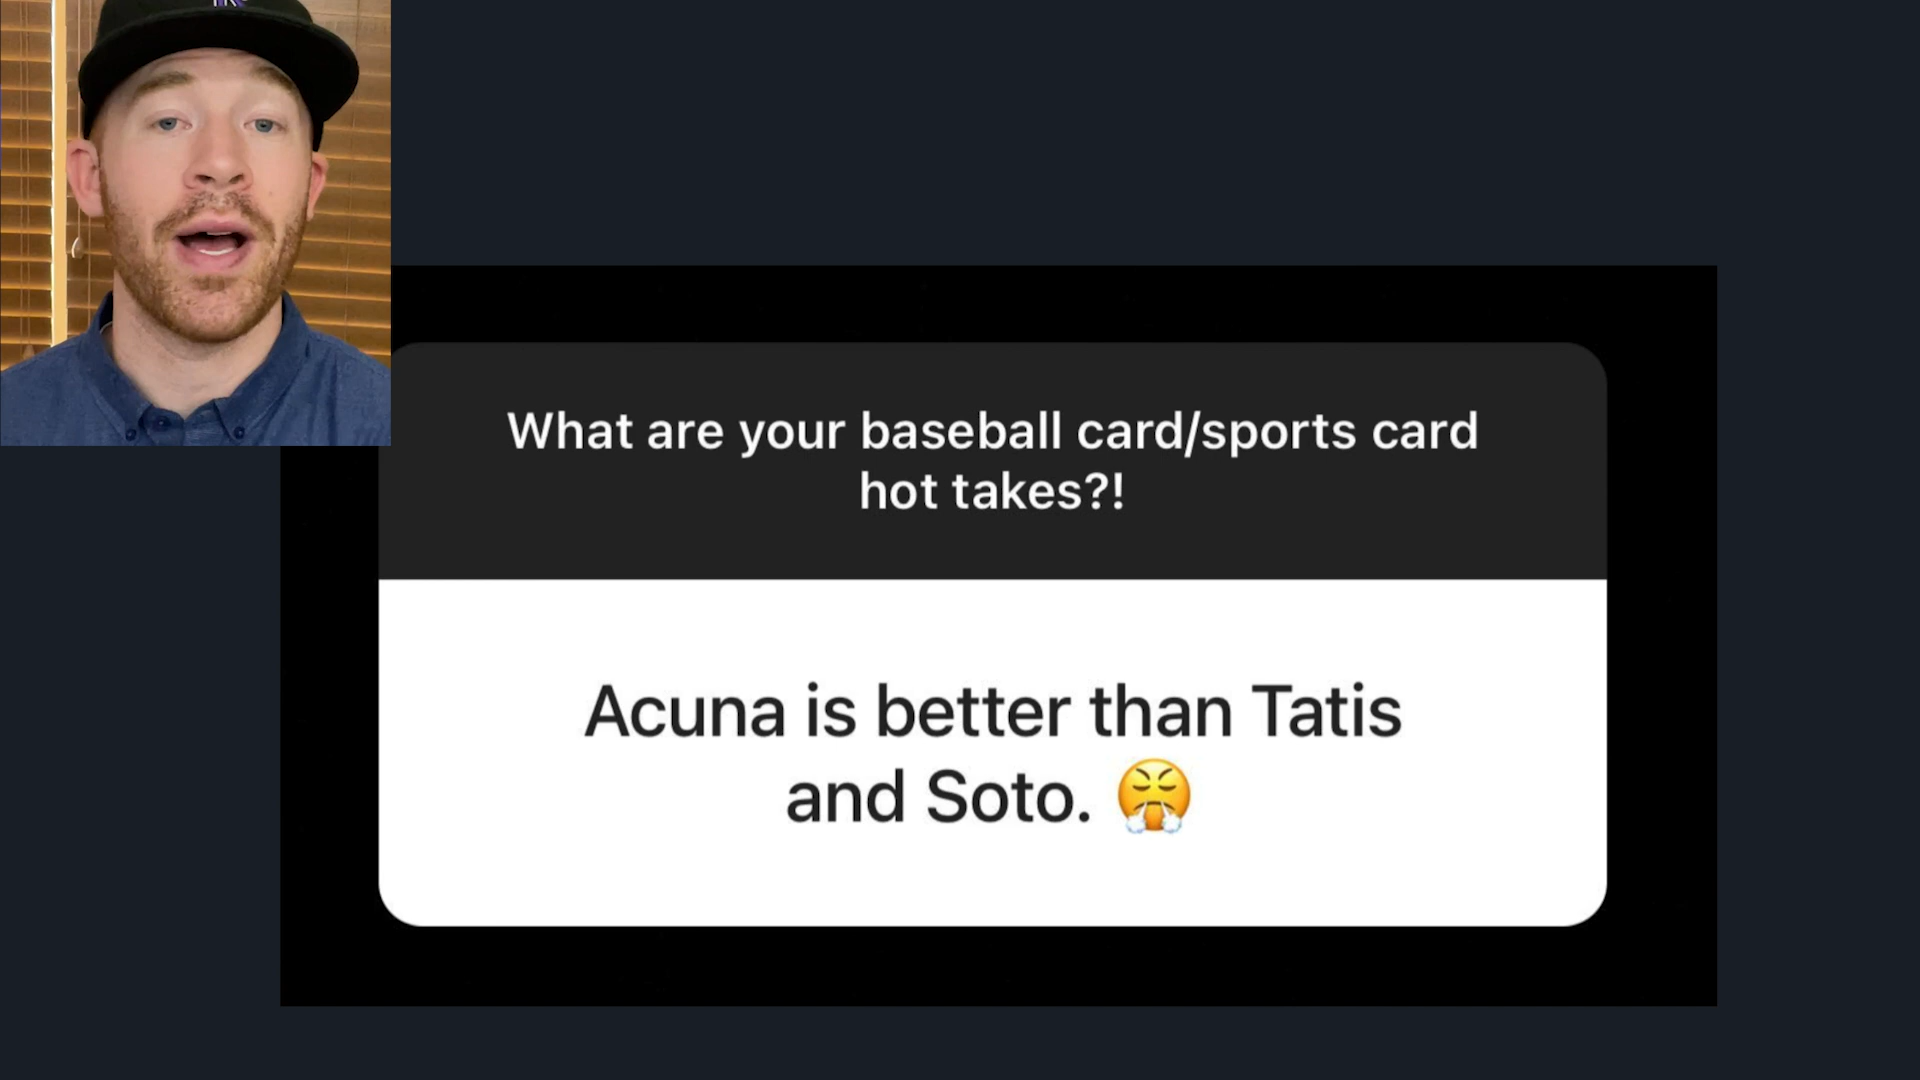 What are your baseball card/sports card
hot takes?!
Acuna is better than Tatis
and Soto. 😤